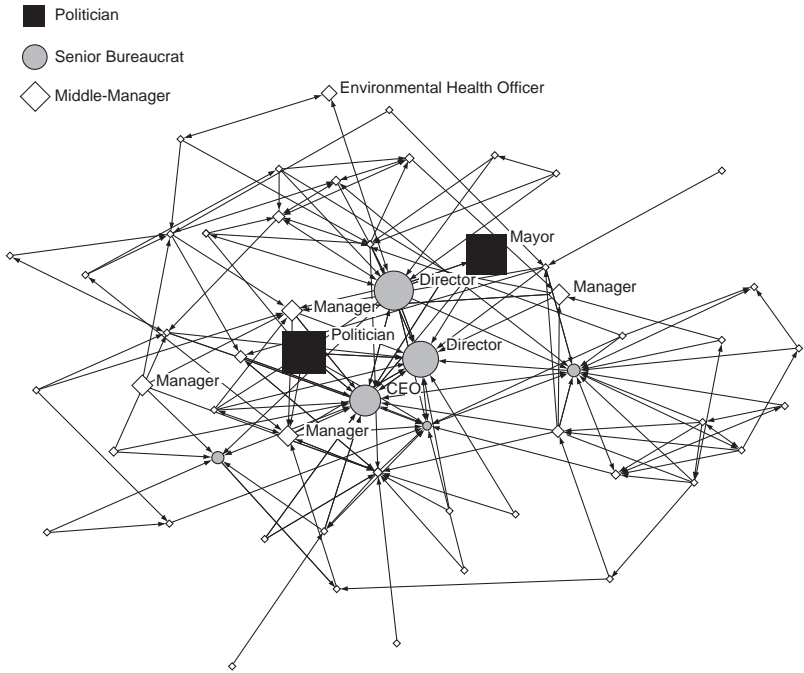 Politician
Senior Bureaucrat
Middle-Manager
Environmental Health Officer
Mayor
Director
Manager
Manager
Politician
Director
Manager
CEO
Manager